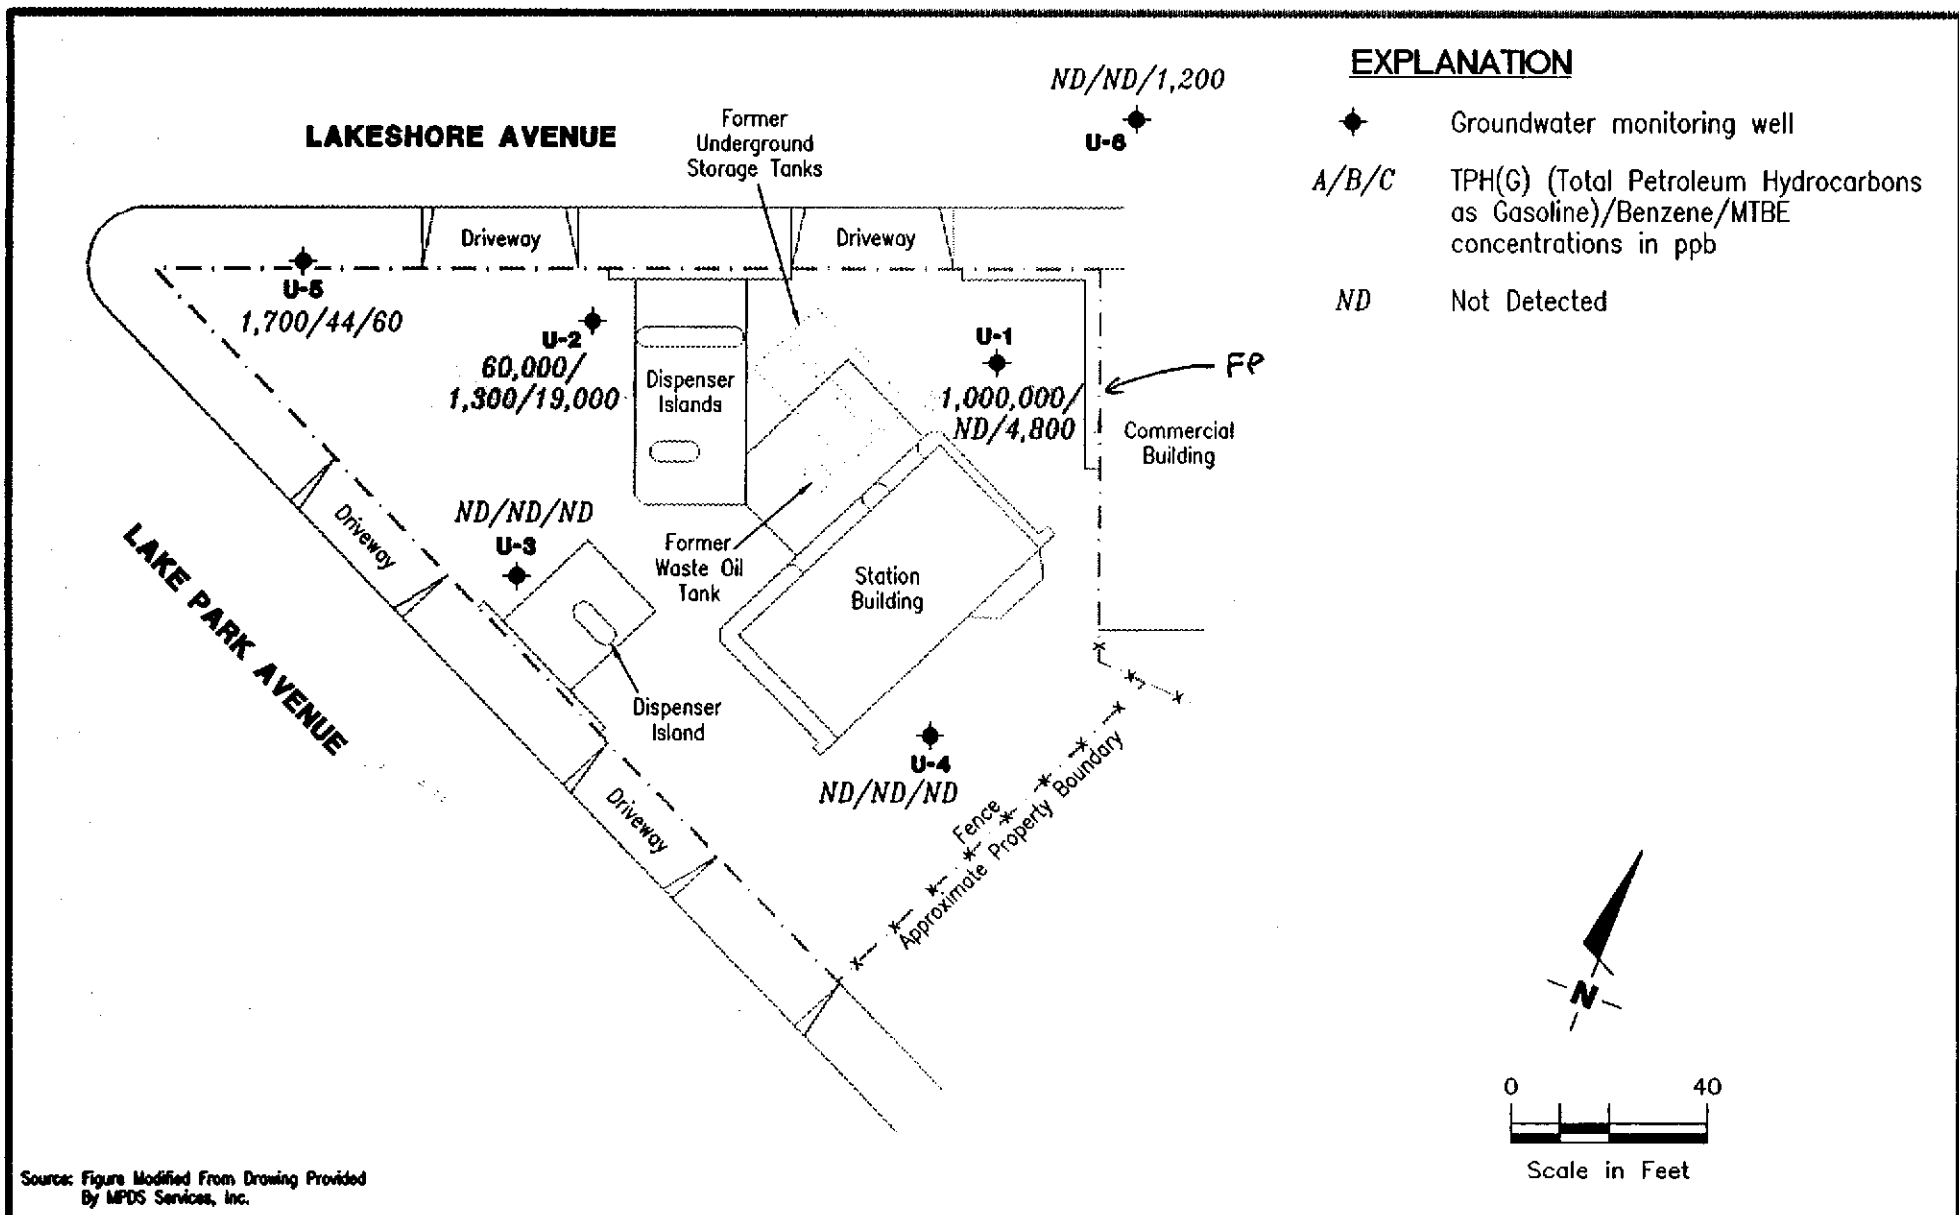 EXPLANATION
Groundwater monitoring well
A/B/C TPH(G) (Total Petroleum Hydrocarbons
as Gasoline)/Benzene/MTBE
concentrations in ppb
ND Not Detected
ND/ND/1,200
U-6
LAKESHORE AVENUE
Former
Underground
Storage Tanks
Driveway
Driveway
U-5
1,700/44/60
U-2
60,000/
1,300/19,000
Dispenser
Islands
U-1
1,000,000/
ND/4,800
FP
Commercial
Building
ND/ND/ND
U-3
Driveway
Former
Waste Oil
Tank
Station
Building
LAKE PARK AVENUE
Dispenser
Island
U-4
ND/ND/ND
Driveway
Fence
Approximate Property Boundary
N
0 40
Scale in Feet
Source: Figure Modified From Drawing Provided
By MPDS Services, Inc.